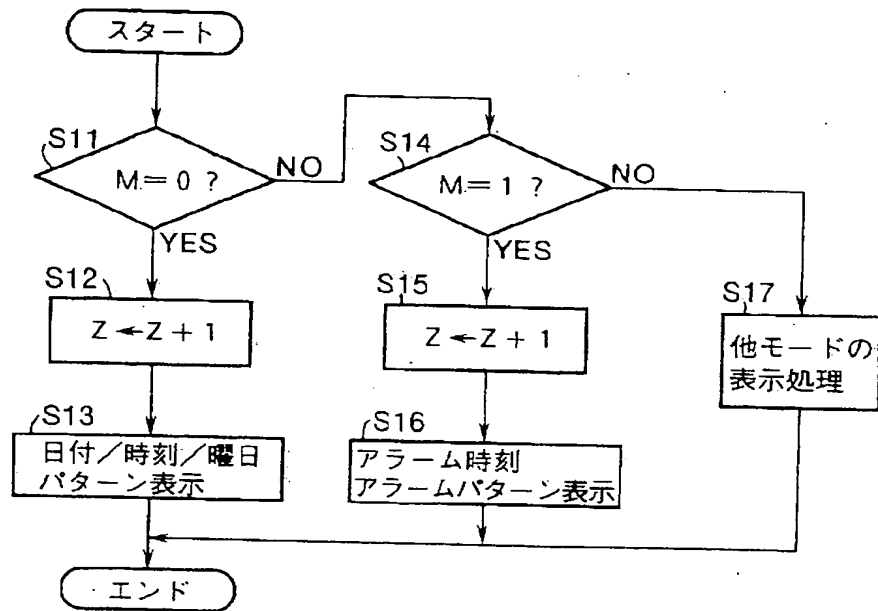 スタート
S11
M=0 ?
NO
YES
S12
Z←Z+1
S13
日付/時刻/曜日
パターン表示
S14
M=1 ?
NO
YES
S15
Z←Z+1
S16
アラーム時刻
アラームパターン表示
S17
他モードの
表示処理
エンド